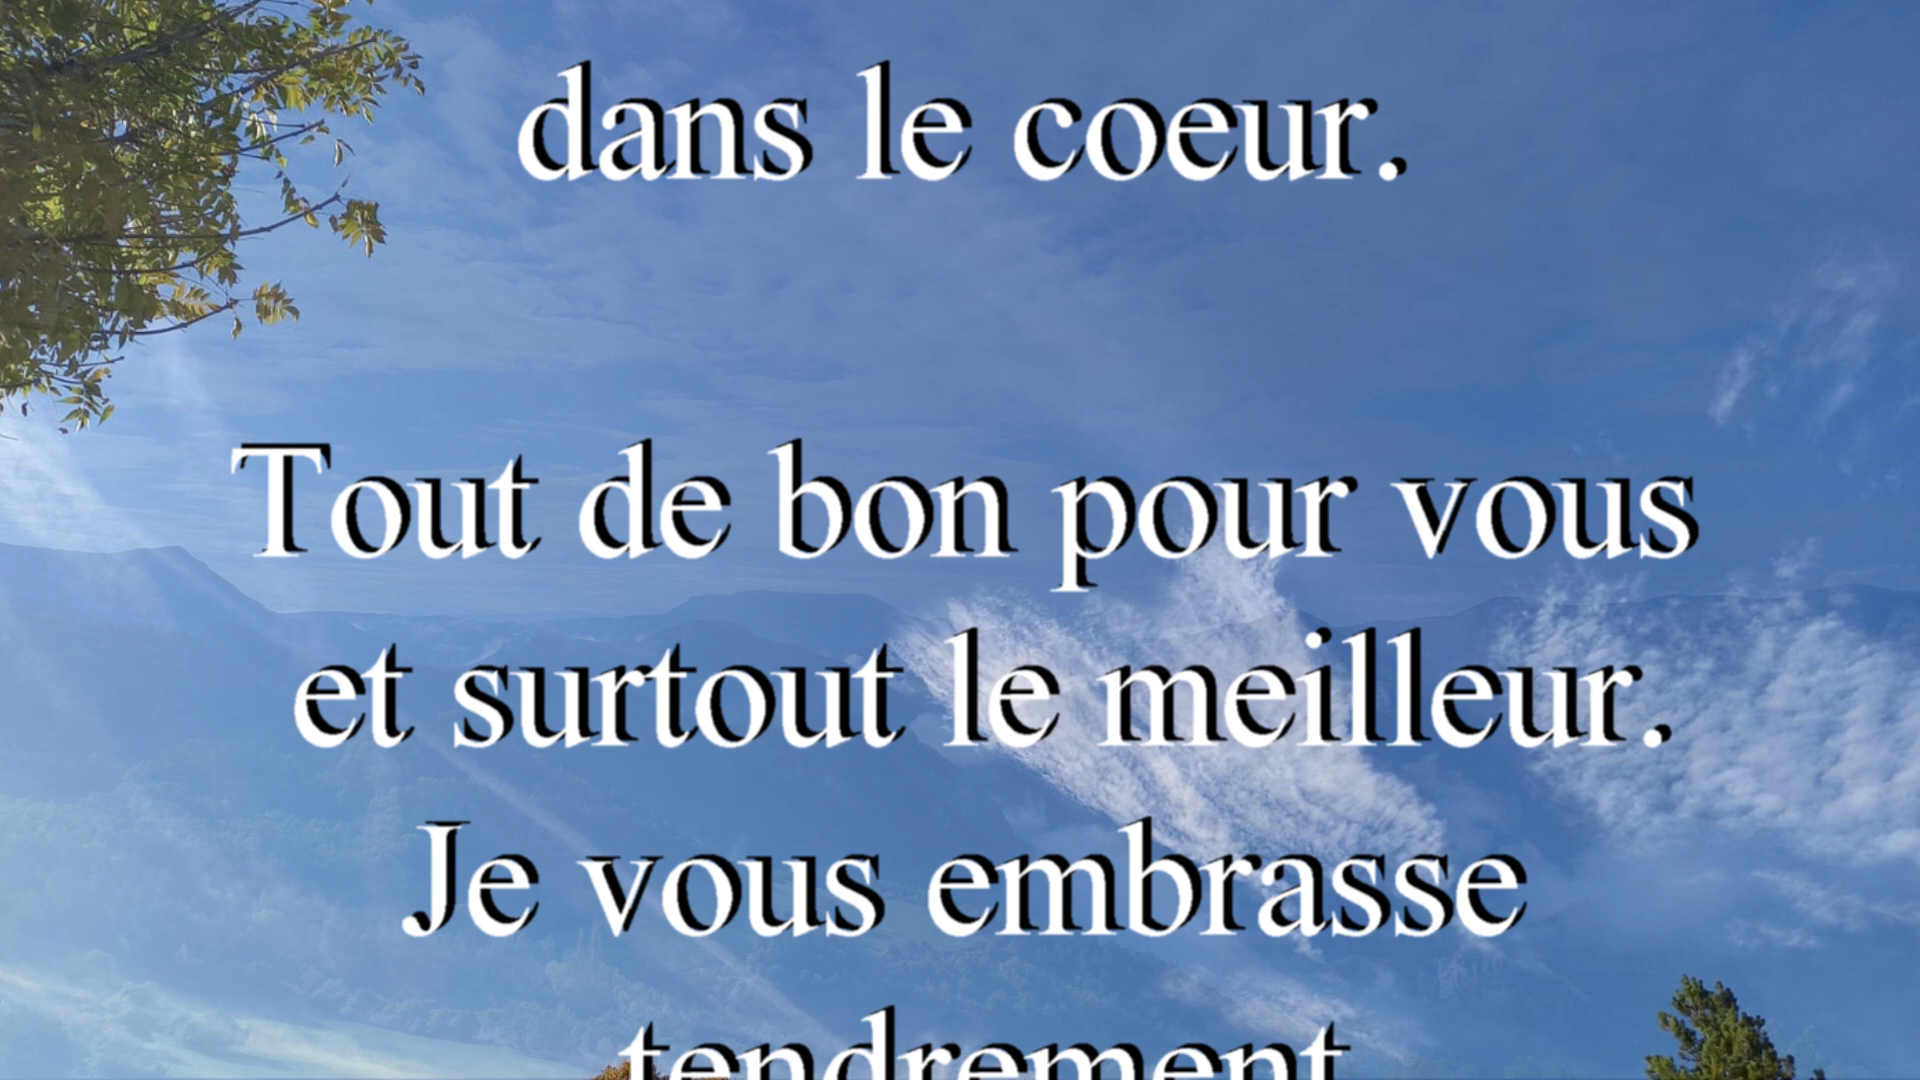 dans le coeur.
Tout de bon pour vous
et surtout le meilleur.
Je vous embrasse
tendrement